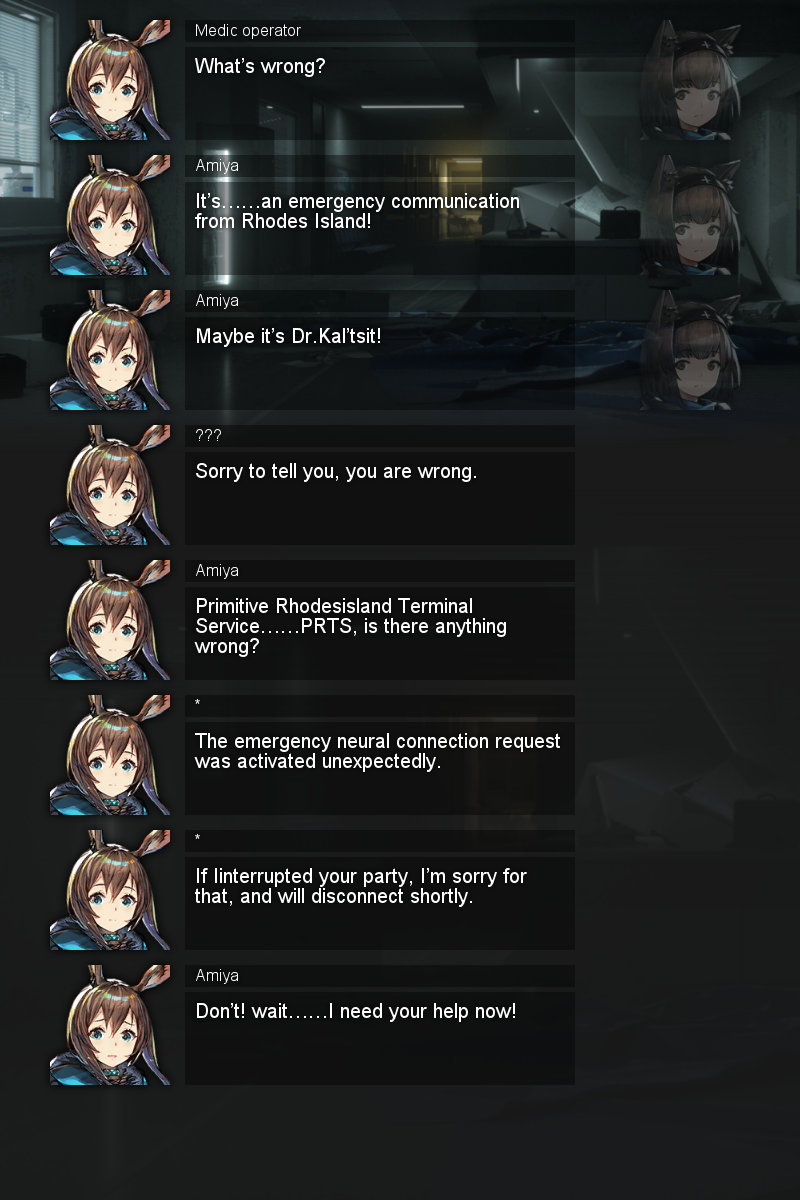 Medic operator
What's wrong?
Amiya
It's......an emergency communication
from Rhodes Island!
Amiya
Maybe it's Dr.Kal'tsit!
???
Sorry to tell you, you are wrong.
Amiya
Primitive Rhodesisland Terminal
Service......PRTS, is there anything
wrong?
*
The emergency neural connection request
was activated unexpectedly.
*
If Iinterrupted your party, I'm sorry for
that, and will disconnect shortly.
Amiya
Don't! wait......I need your help now!